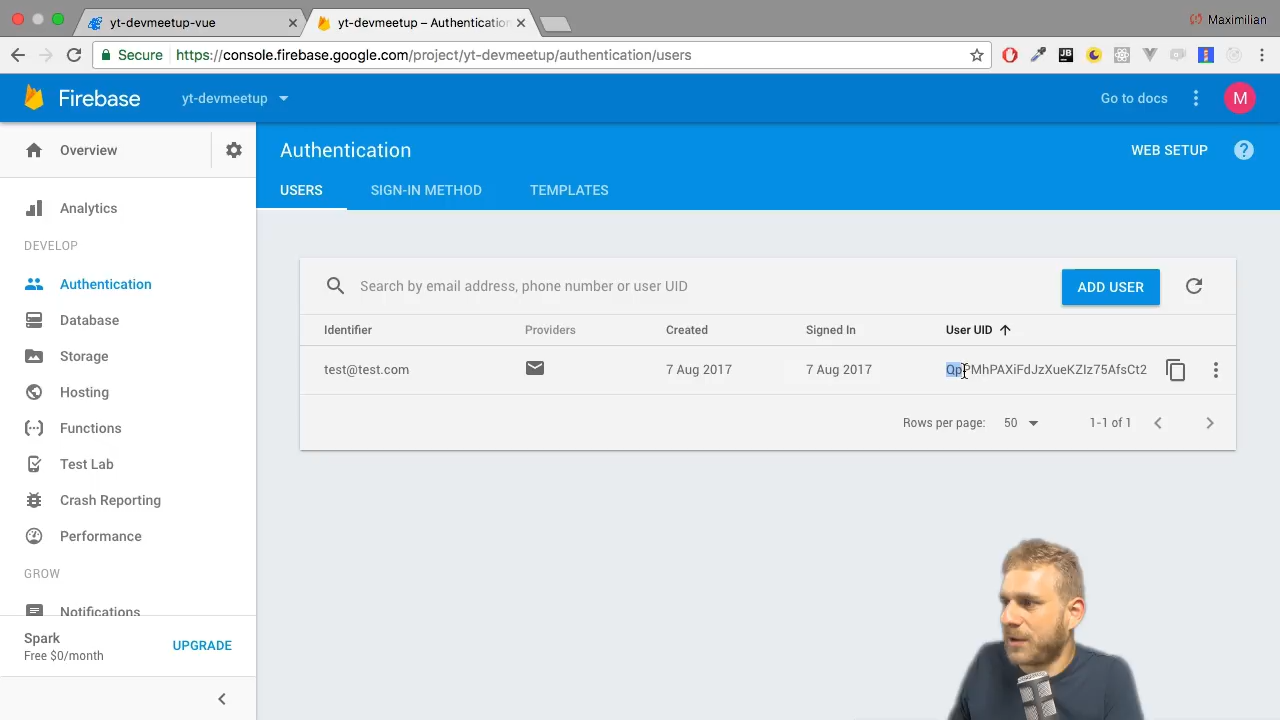 yt-devmeetup-vue
yt-devmeetup – Authentication
Maximilian
Secure https://console.firebase.google.com/project/yt-devmeetup/authentication/users
Firebase yt-devmeetup Go to docs M
Overview
Authentication WEB SETUP ?
USERS SIGN-IN METHOD TEMPLATES
Analytics
DEVELOP
Authentication
Database
Storage
Hosting
Functions
Test Lab
Crash Reporting
Performance
GROW
Notifications
Spark
Free $0/month
UPGRADE
Search by email address, phone number or user UID ADD USER
Identifier Providers Created Signed In User UID
test@test.com 7 Aug 2017 7 Aug 2017 QpPMhPAXiFdJzXueKZIz75AfsCt2
Rows per page: 50 1-1 of 1